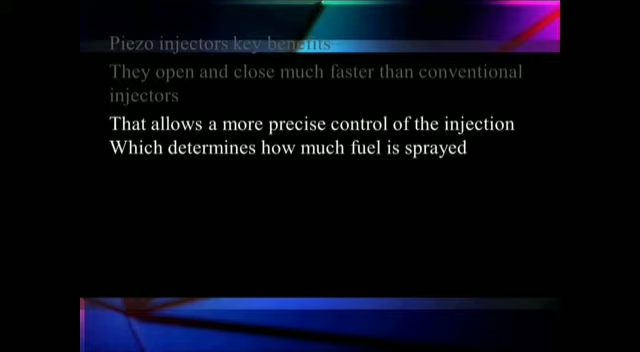 Piezo injectors key benefits
They open and close much faster than conventional
injectors
That allows a more precise control of the injection
Which determines how much fuel is sprayed